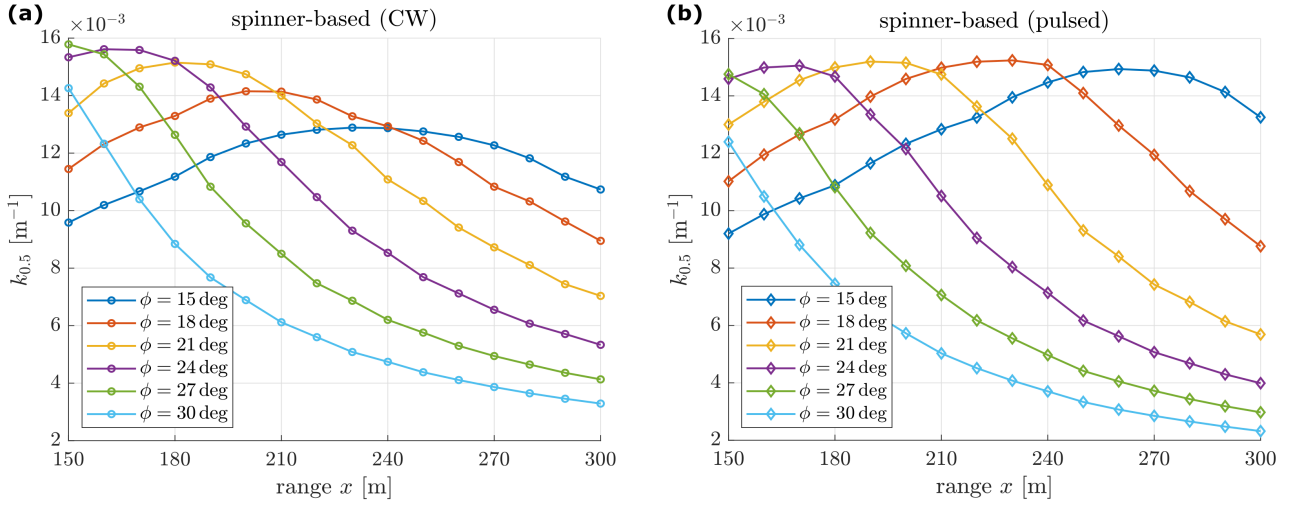 (a)
spinner-based (CW)
×10⁻³
16
14
12
10
8
6
4
2
k₀.₅ [m⁻¹]
150 180 210 240 270 300
range x [m]
ϕ = 15 deg
ϕ = 18 deg
ϕ = 21 deg
ϕ = 24 deg
ϕ = 27 deg
ϕ = 30 deg
(b)
spinner-based (pulsed)
×10⁻³
16
14
12
10
8
6
4
2
k₀.₅ [m⁻¹]
150 180 210 240 270 300
range x [m]
ϕ = 15 deg
ϕ = 18 deg
ϕ = 21 deg
ϕ = 24 deg
ϕ = 27 deg
ϕ = 30 deg